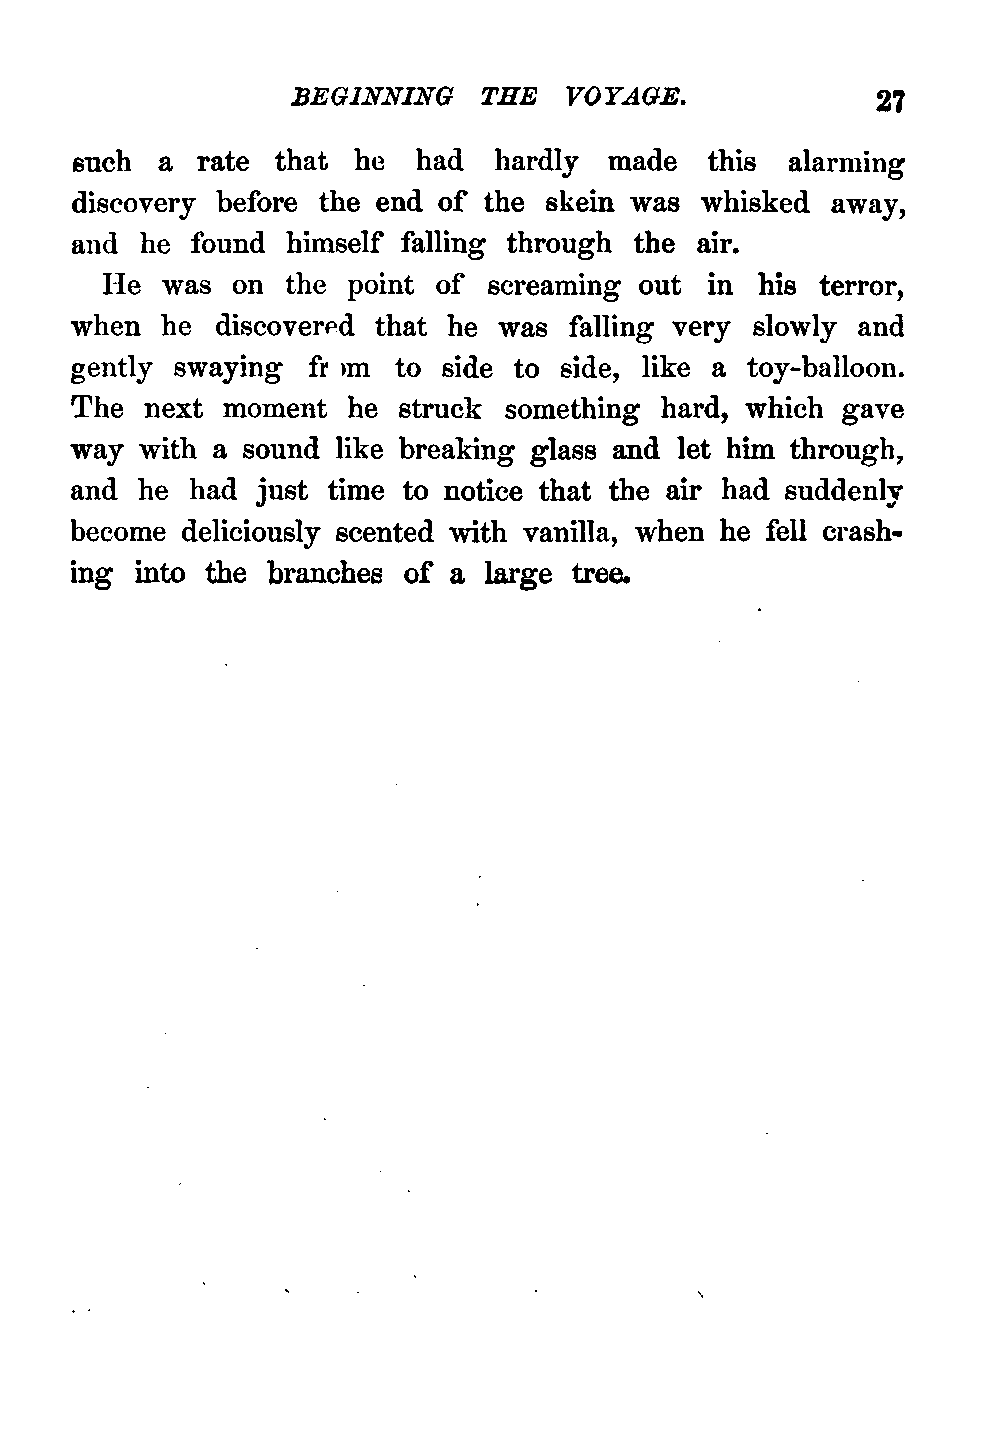 BEGINNING THE VOYAGE. 27
such a rate that he had hardly made this alarming
discovery before the end of the skein was whisked away,
and he found himself falling through the air.
He was on the point of screaming out in his terror,
when he discovered that he was falling very slowly and
gently swaying from to side to side, like a toy-balloon.
The next moment he struck something hard, which gave
way with a sound like breaking glass and let him through,
and he had just time to notice that the air had suddenly
become deliciously scented with vanilla, when he fell crash-
ing into the branches of a large tree.